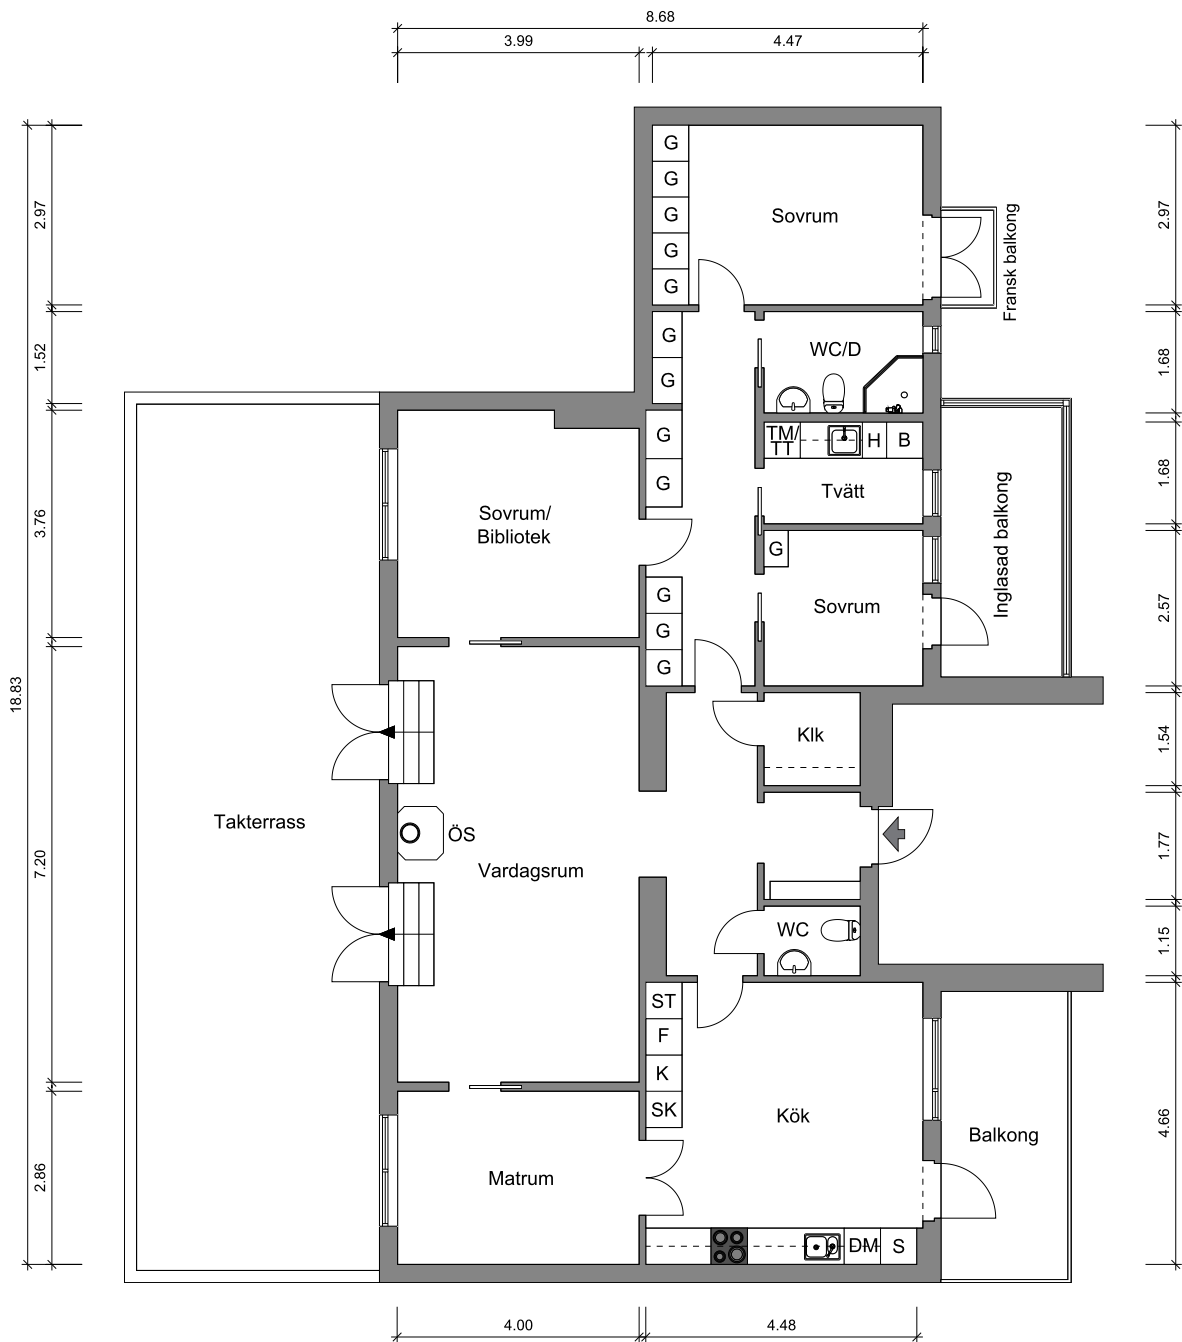 8.68
3.99
4.47
2.97
1.52
3.76
18.83
7.20
2.86
G
G
G
G
G
Sovrum
Fransk balkong
2.97
G
G
WC/D
1.68
G
G
TM/
TT
H
B
Tvätt
1.68
Sovrum/
Bibliotek
G
Sovrum
Inglasad balkong
2.57
G
G
G
Klk
1.54
Takterrass
ÖS
Vardagsrum
1.77
WC
1.15
ST
F
K
SK
Kök
Balkong
4.66
Matrum
DM
S
4.00
4.48